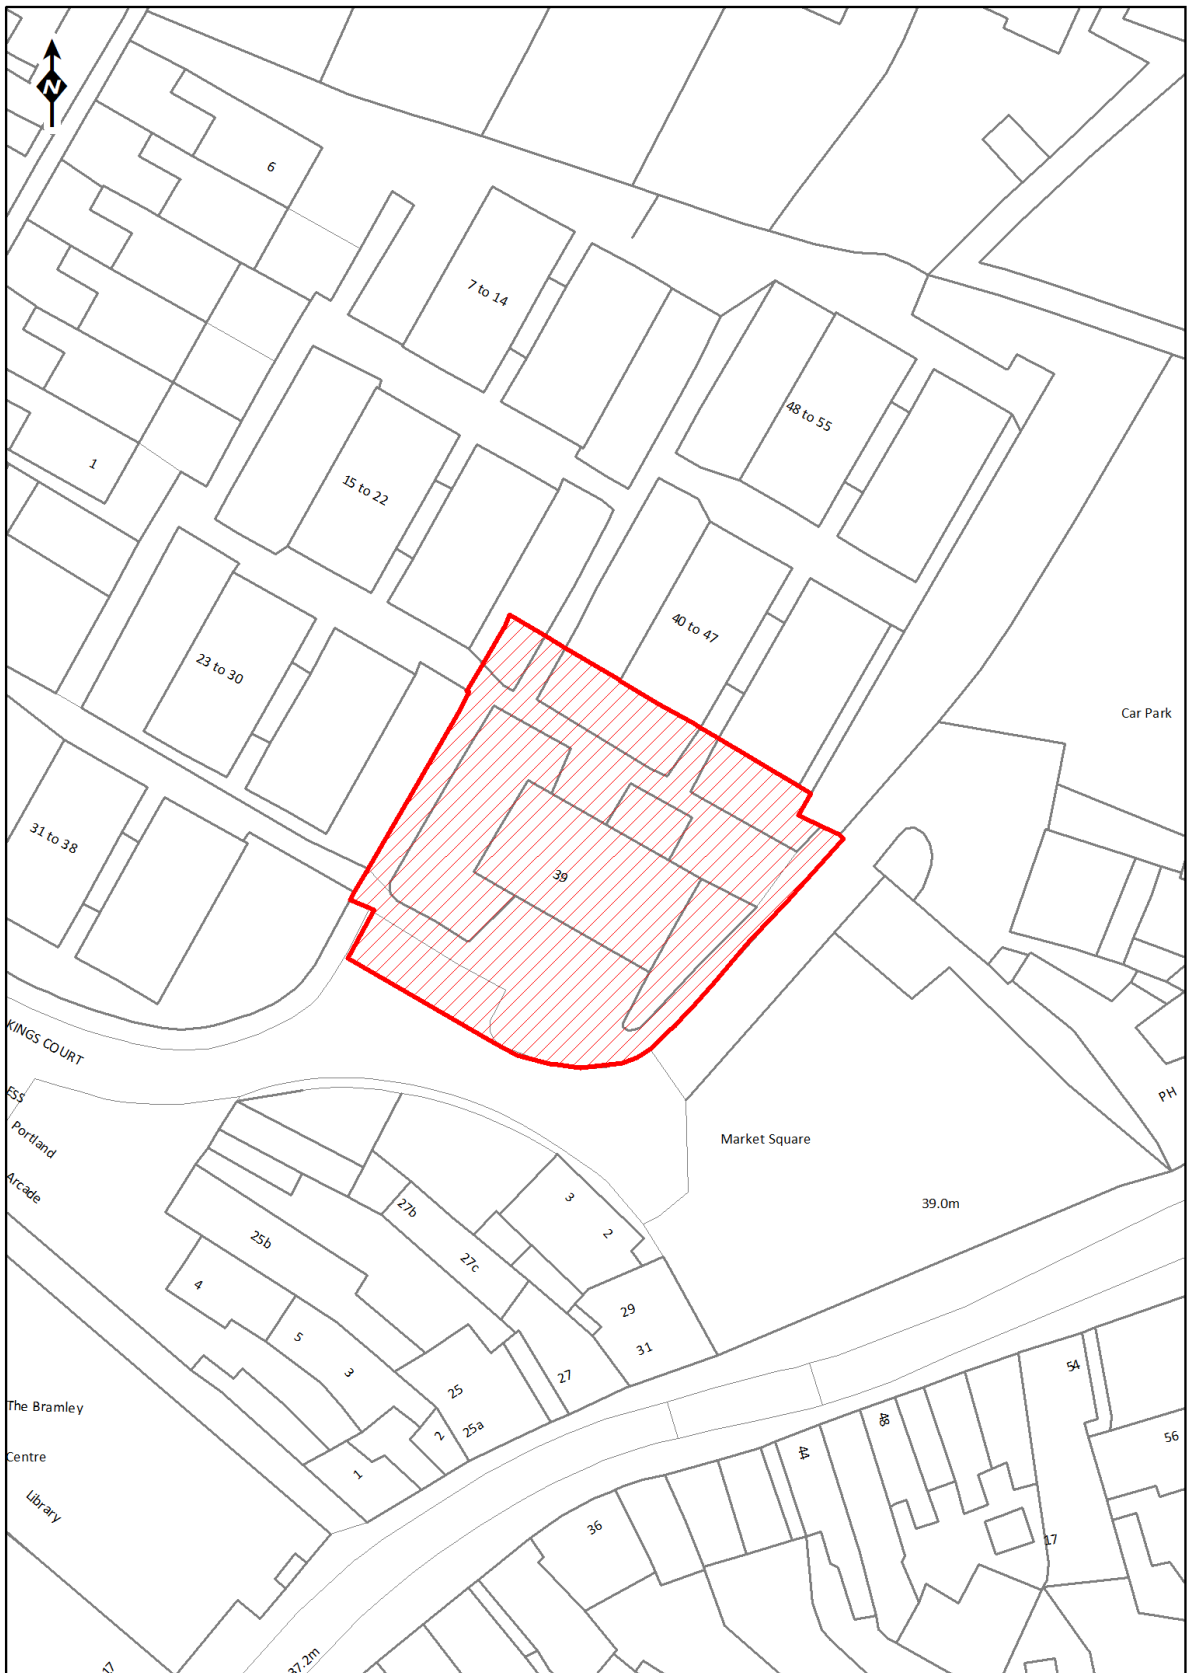 N
6
7 to 14
48 to 55
1
15 to 22
40 to 47
23 to 30
Car Park
31 to 38
39
KINGS COURT
ESS
PH
Portland
Arcade
Market Square
3
27b
2
39.0m
25b
27c
4
29
5
31
3
27
54
25
The Bramley
25a
48
2
44
56
Centre
1
Library
36
17
37.2m
17